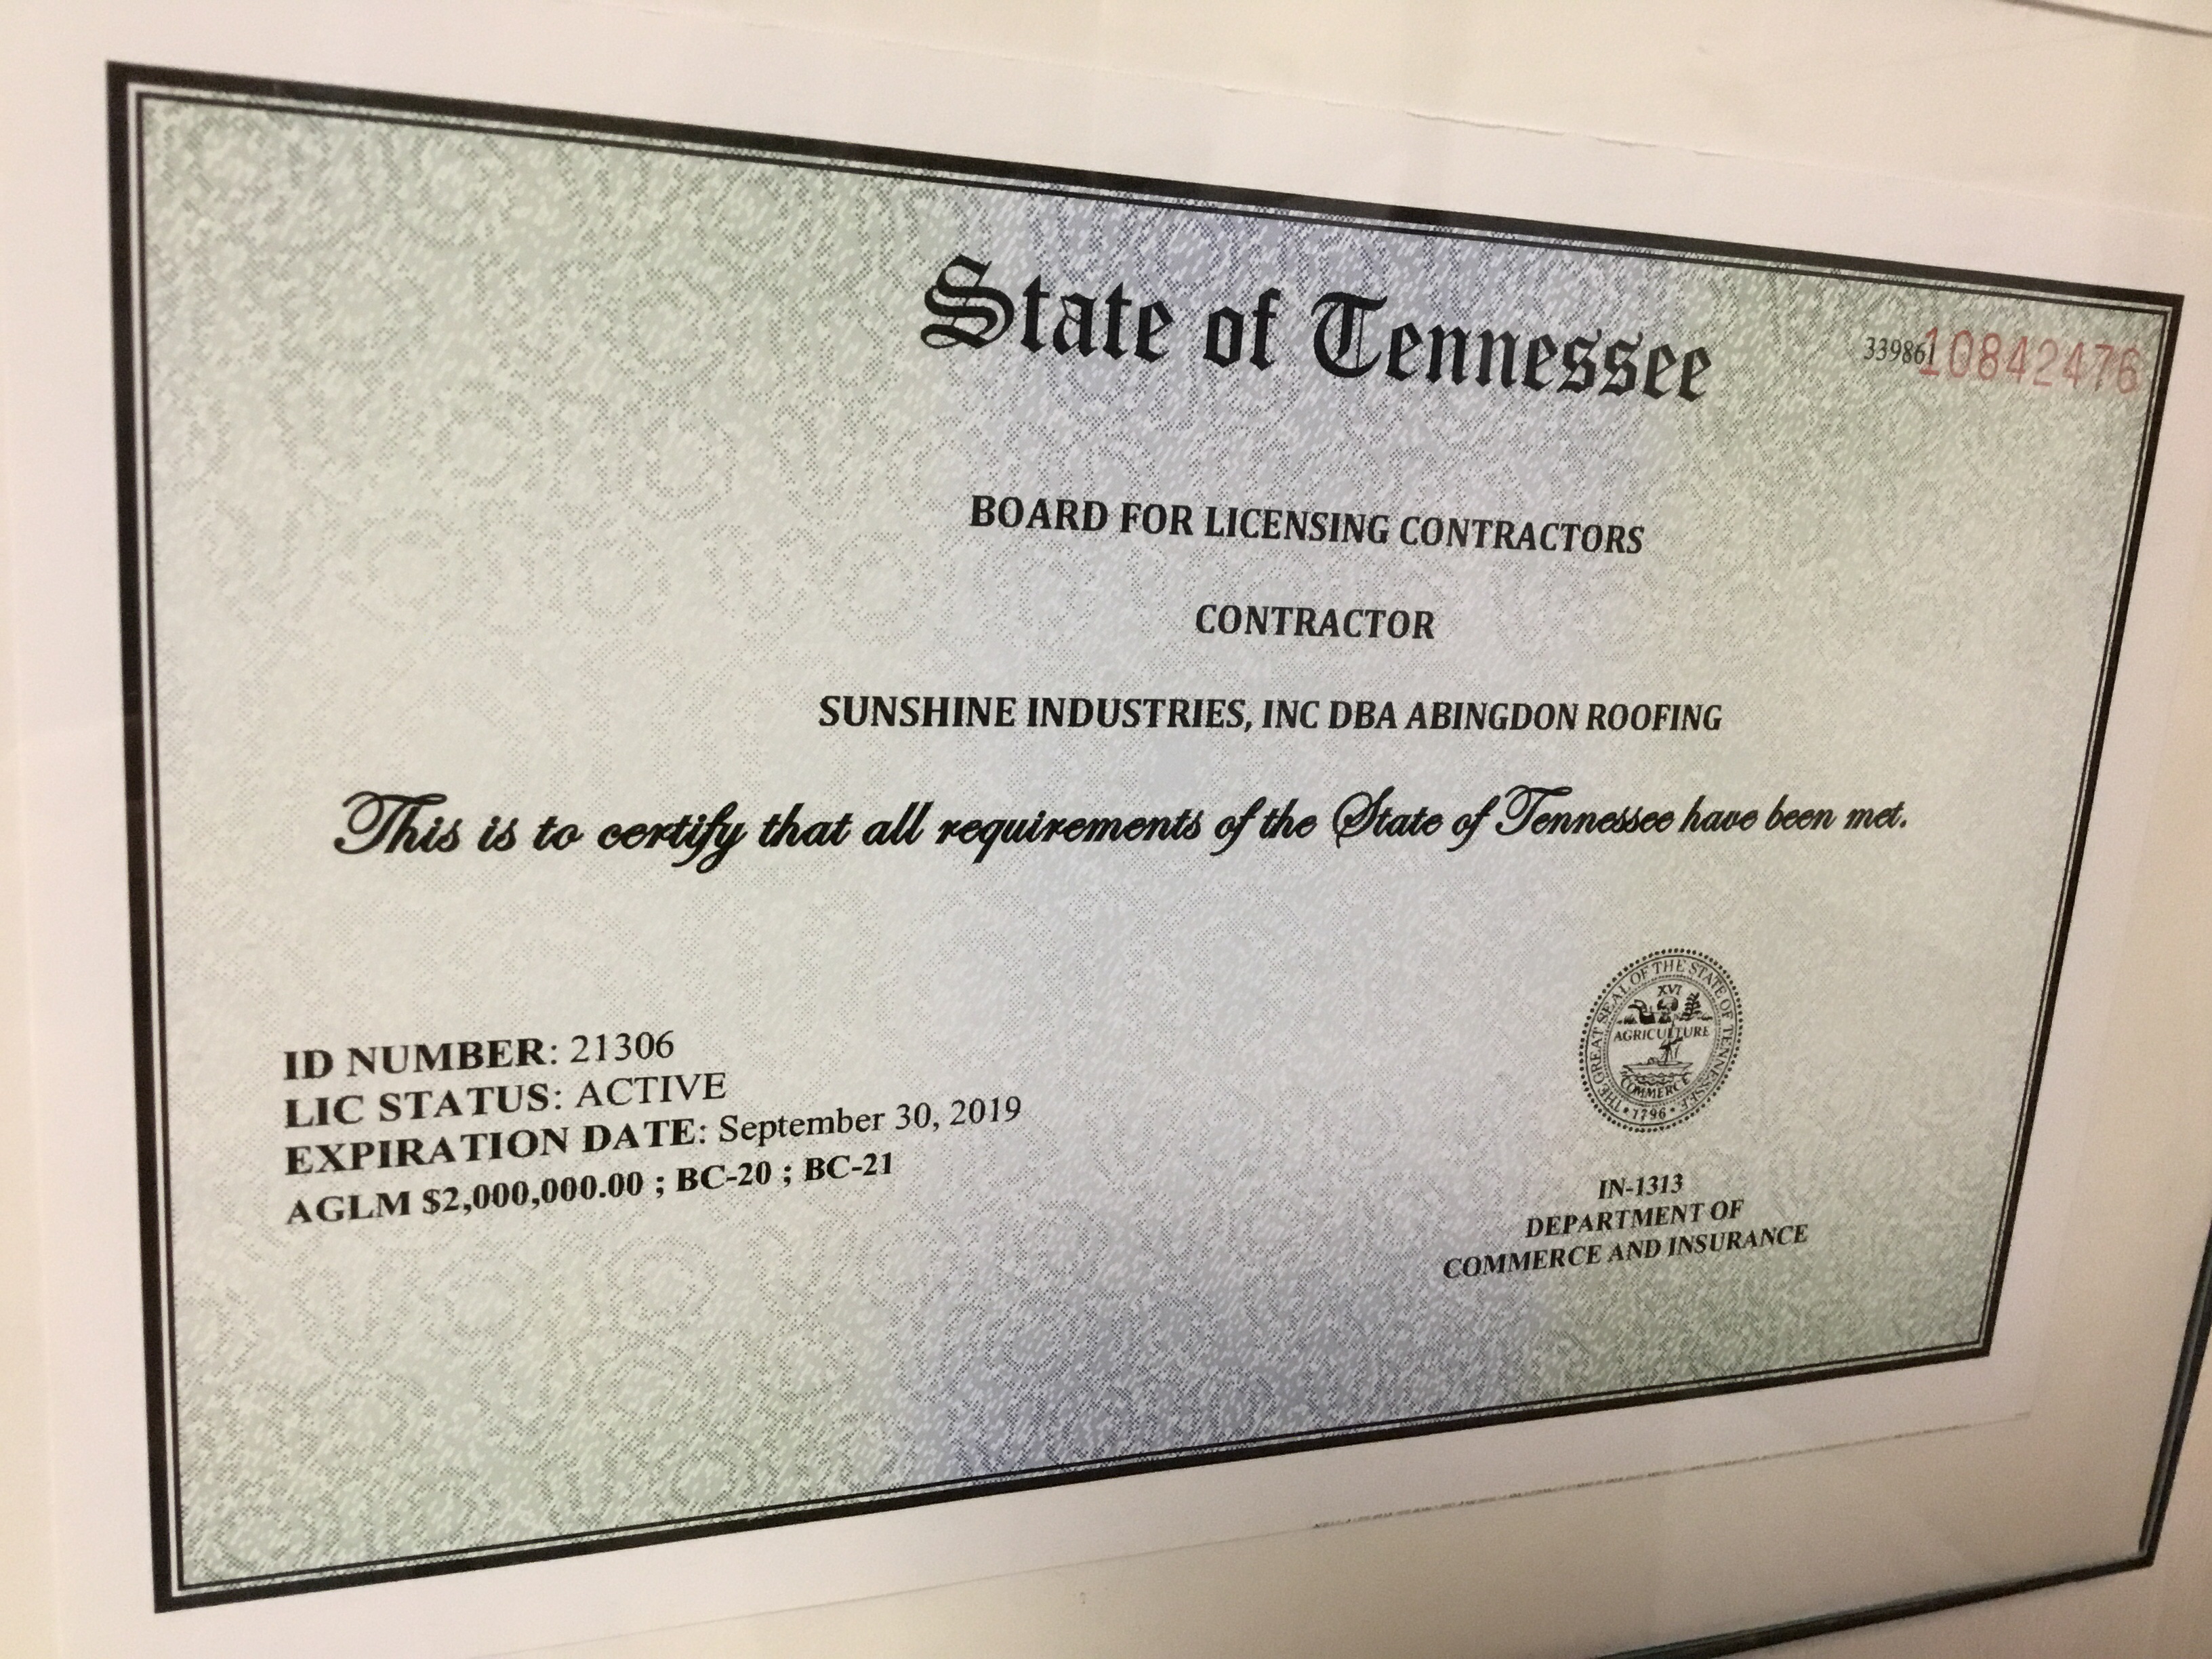 State of Tennessee
339861
10842476
BOARD FOR LICENSING CONTRACTORS
CONTRACTOR
SUNSHINE INDUSTRIES, INC DBA ABINGDON ROOFING
This is to certify that all requirements of the State of Tennessee have been met.
ID NUMBER: 21306
LIC STATUS: ACTIVE
EXPIRATION DATE: September 30, 2019
AGLM $2,000,000.00 ; BC-20 ; BC-21
THE GREAT SEAL OF THE STATE OF TENNESSEE
XVI
AGRICULTURE
COMMERCE
• 1796 •
IN-1313
DEPARTMENT OF
COMMERCE AND INSURANCE